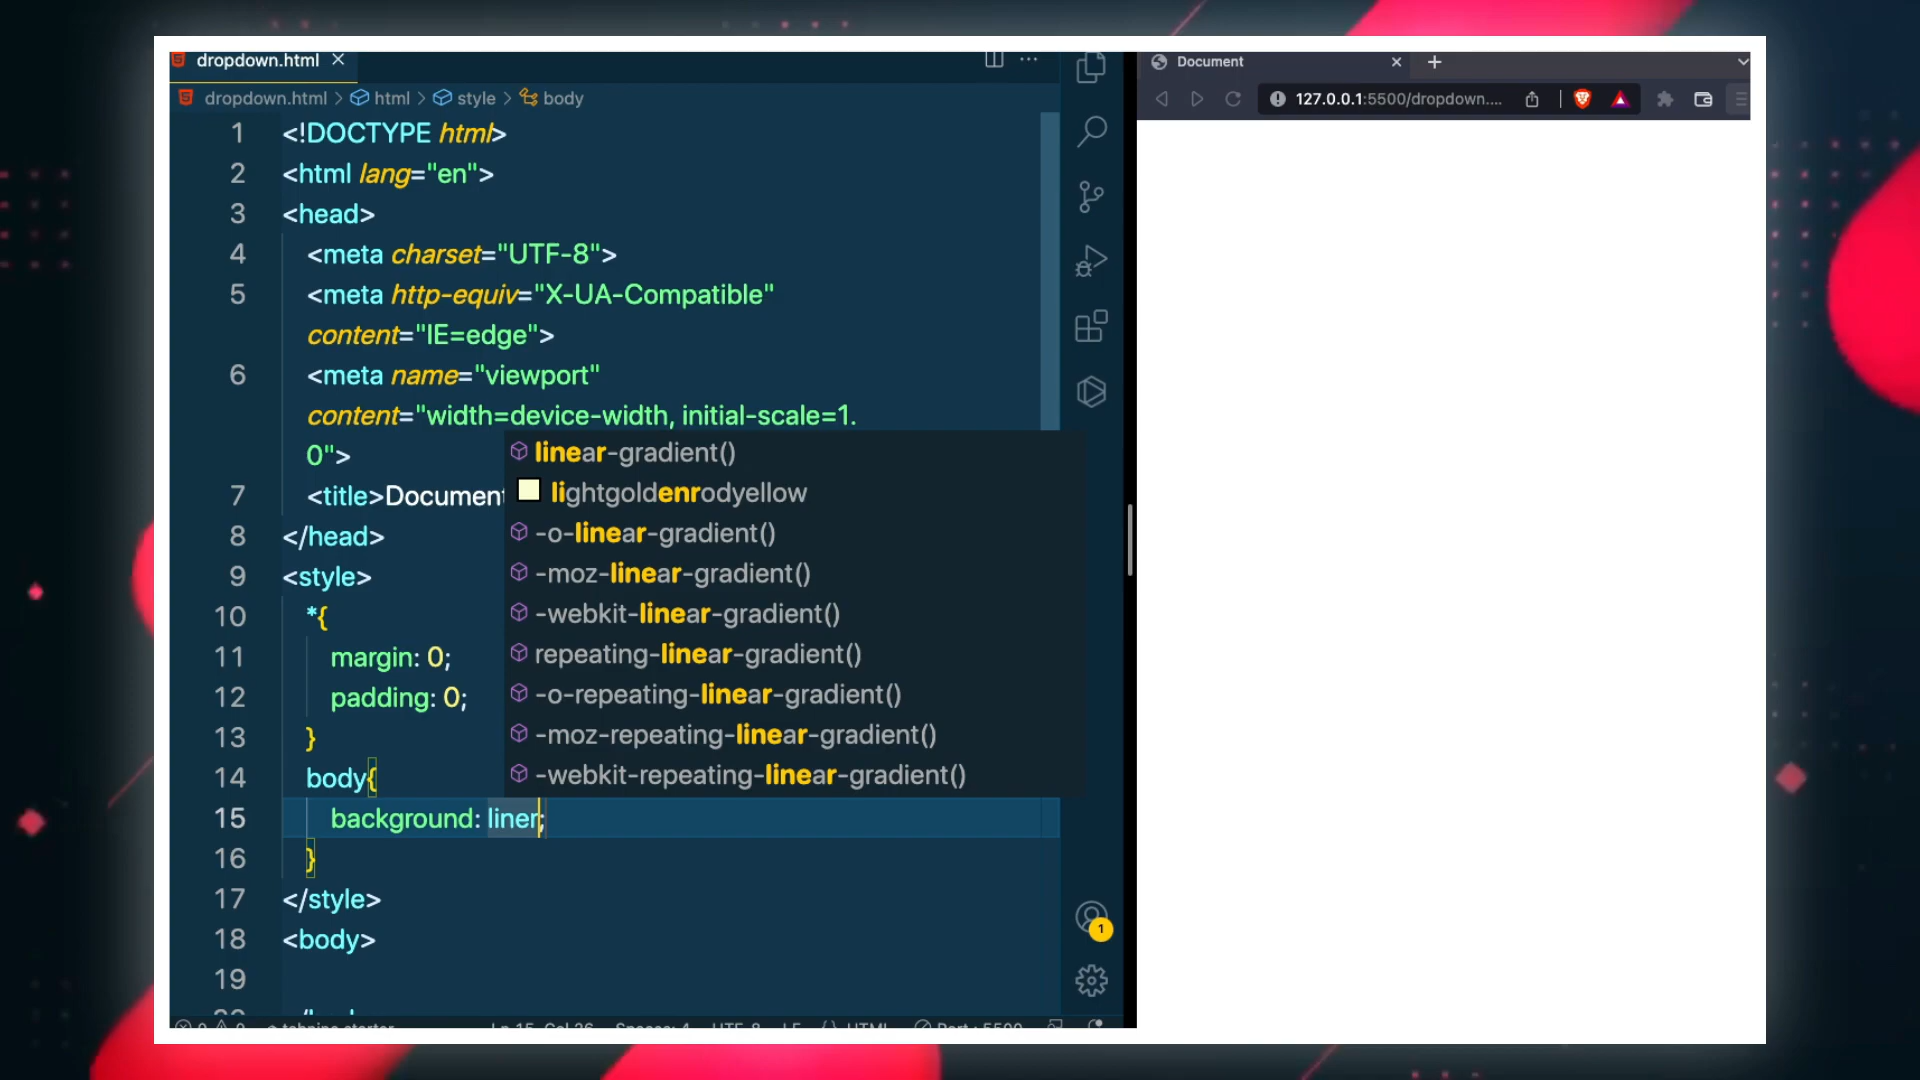 dropdown.html
dropdown.html > html > style > body
1 <!DOCTYPE html>
2 <html lang="en">
3 <head>
4 <meta charset="UTF-8">
5 <meta http-equiv="X-UA-Compatible"
content="IE=edge">
6 <meta name="viewport"
content="width=device-width, initial-scale=1.
0">
7 <title>Document
8 </head>
9 <style>
10 *{
11 margin: 0;
12 padding: 0;
13 }
14 body{
15 background: liner;
16 }
17 </style>
18 <body>
19
linear-gradient()
lightgoldenrodyellow
-o-linear-gradient()
-moz-linear-gradient()
-webkit-linear-gradient()
repeating-linear-gradient()
-o-repeating-linear-gradient()
-moz-repeating-linear-gradient()
-webkit-repeating-linear-gradient()
1
Document
127.0.0.1:5500/dropdown....